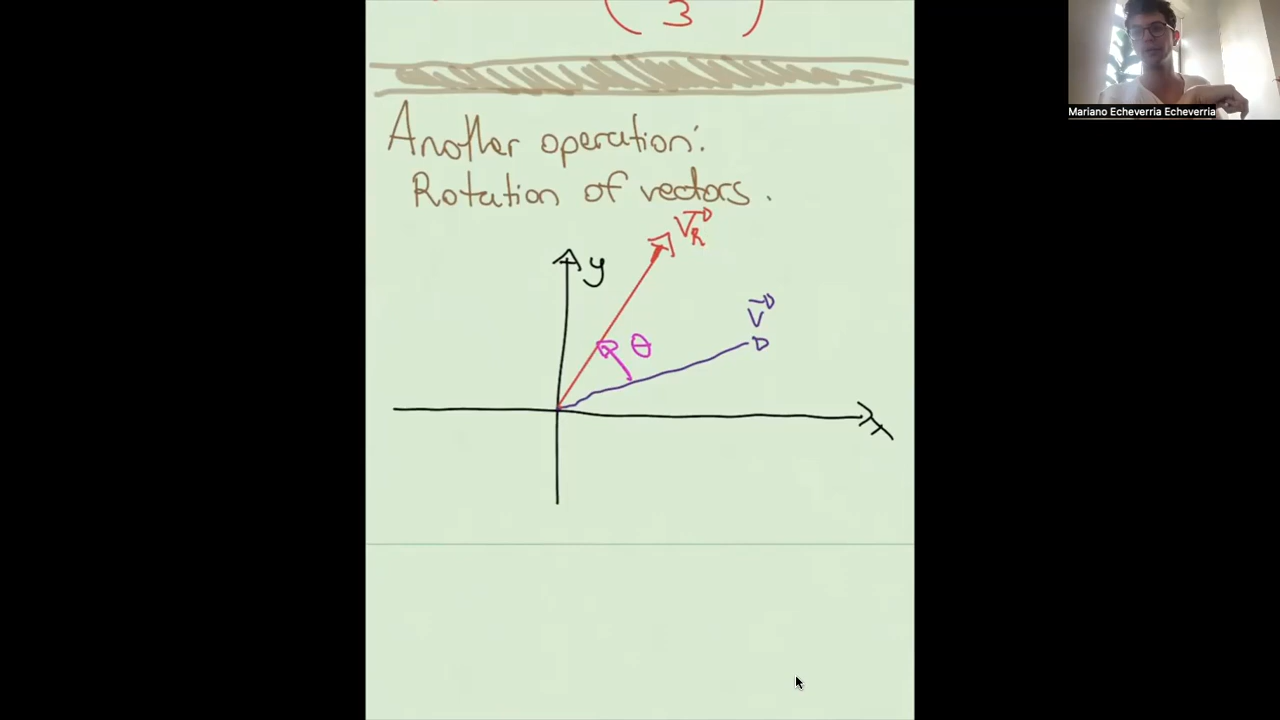 3
Mariano Echeverria Echeverria
Another operation:
Rotation of vectors.
V_R
y
V
θ